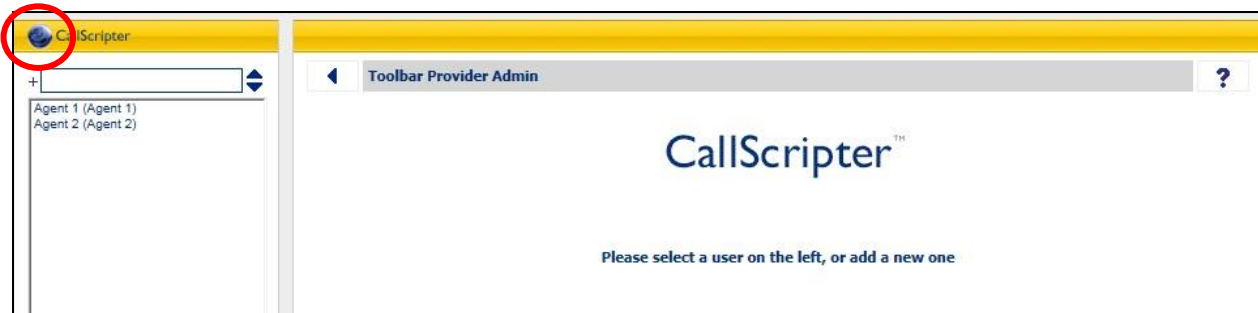 CallScripter
+
Agent 1 (Agent 1)
Agent 2 (Agent 2)
Toolbar Provider Admin
?
CallScripter™
Please select a user on the left, or add a new one